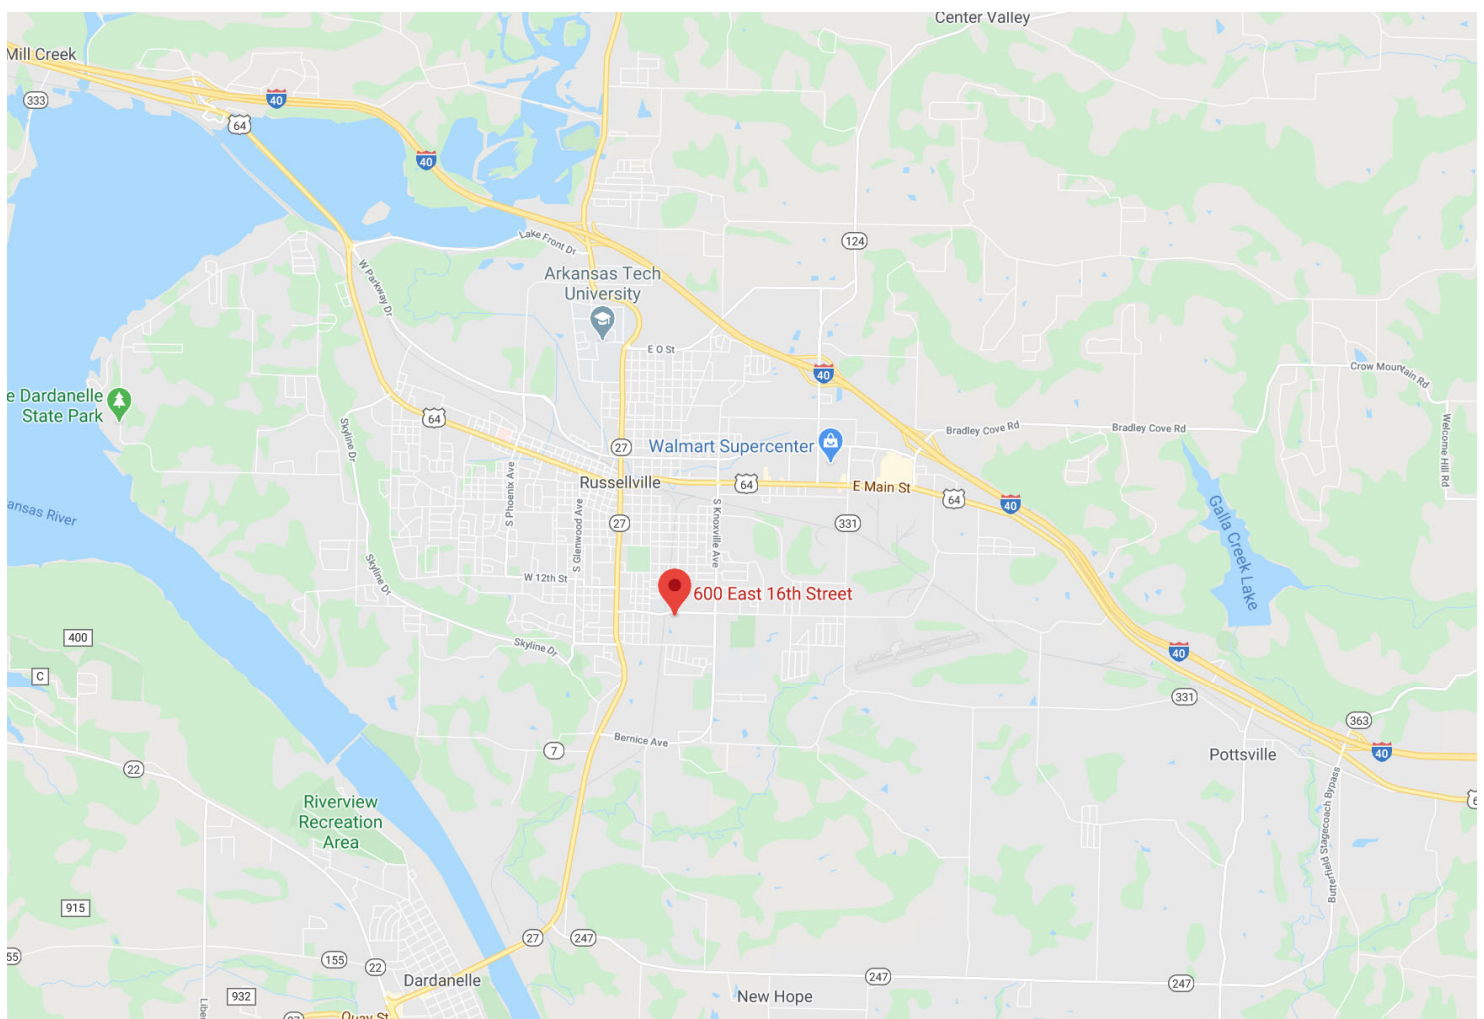 Center Valley
Mill Creek
333
40
64
40
Lake Front Dr
124
W Parkway Dr
Arkansas Tech
University
E O St
40
Crow Mountain Rd
e Dardanelle
State Park
64
Skyline Dr
27
Walmart Supercenter
Bradley Cove Rd
Bradley Cove Rd
Welcome Hill Rd
Russellville
64
E Main St
64
40
ansas River
S Phoenix Ave
S Glenwood Ave
27
S Knoxville Ave
331
Galla Creek Lake
Skyline Dr
W 12th St
600 East 16th Street
400
Skyline Dr
40
C
331
363
22
7
Bernice Ave
Pottsville
40
Riverview
Recreation
Area
6
Butterfield Stagecoach Bypass
915
27
247
55
155
22
Dardanelle
247
247
932
New Hope
Liber
27
Quay St